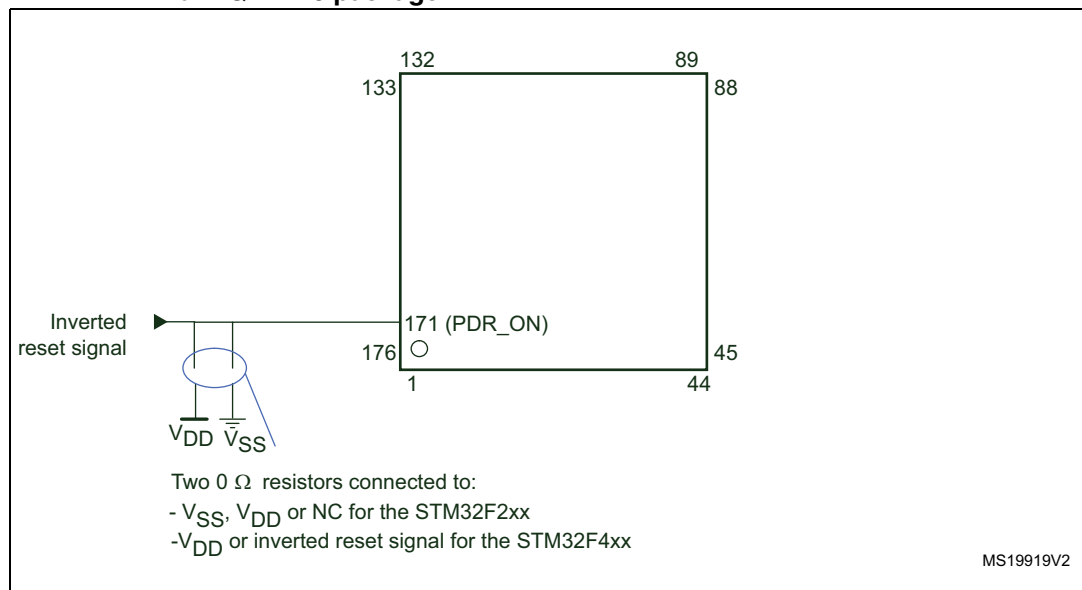 132 89
133 88
Inverted
reset signal
171 (PDR_ON)
176 45
1 44
VDD VSS
Two 0 Ω resistors connected to:
- VSS, VDD or NC for the STM32F2xx
-VDD or inverted reset signal for the STM32F4xx
MS19919V2